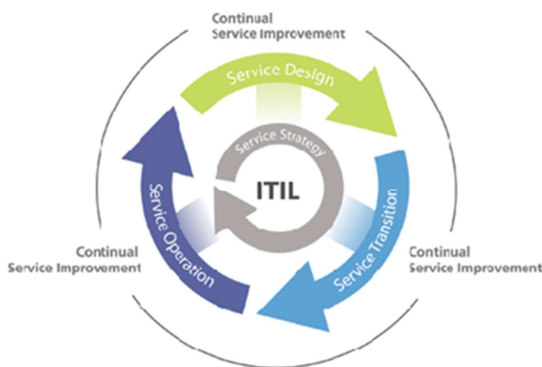 Continual
Service Improvement
Service Design
Service Strategy
ITIL
Service Operation
Service Transition
Continual
Service Improvement
Continual
Service Improvement